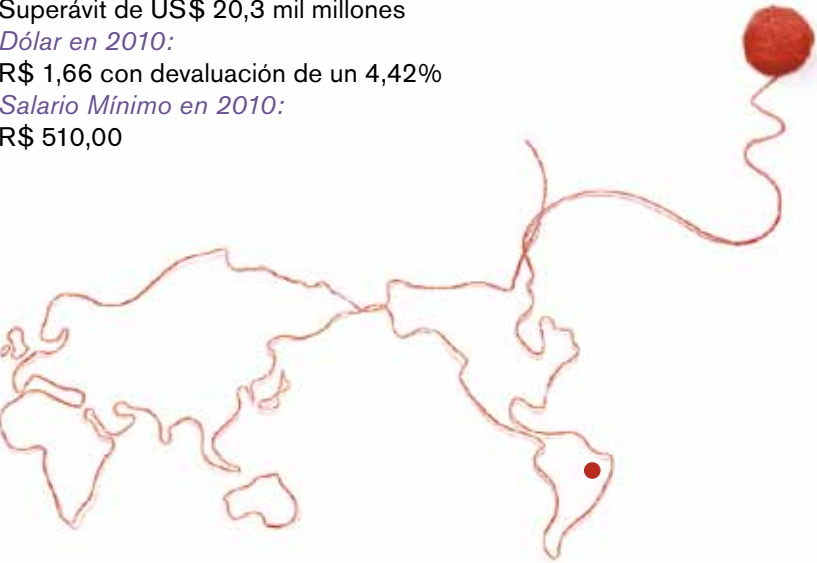 Superávit de US$ 20,3 mil millones
Dólar en 2010:
R$ 1,66 con devaluación de un 4,42%
Salario Mínimo en 2010:
R$ 510,00